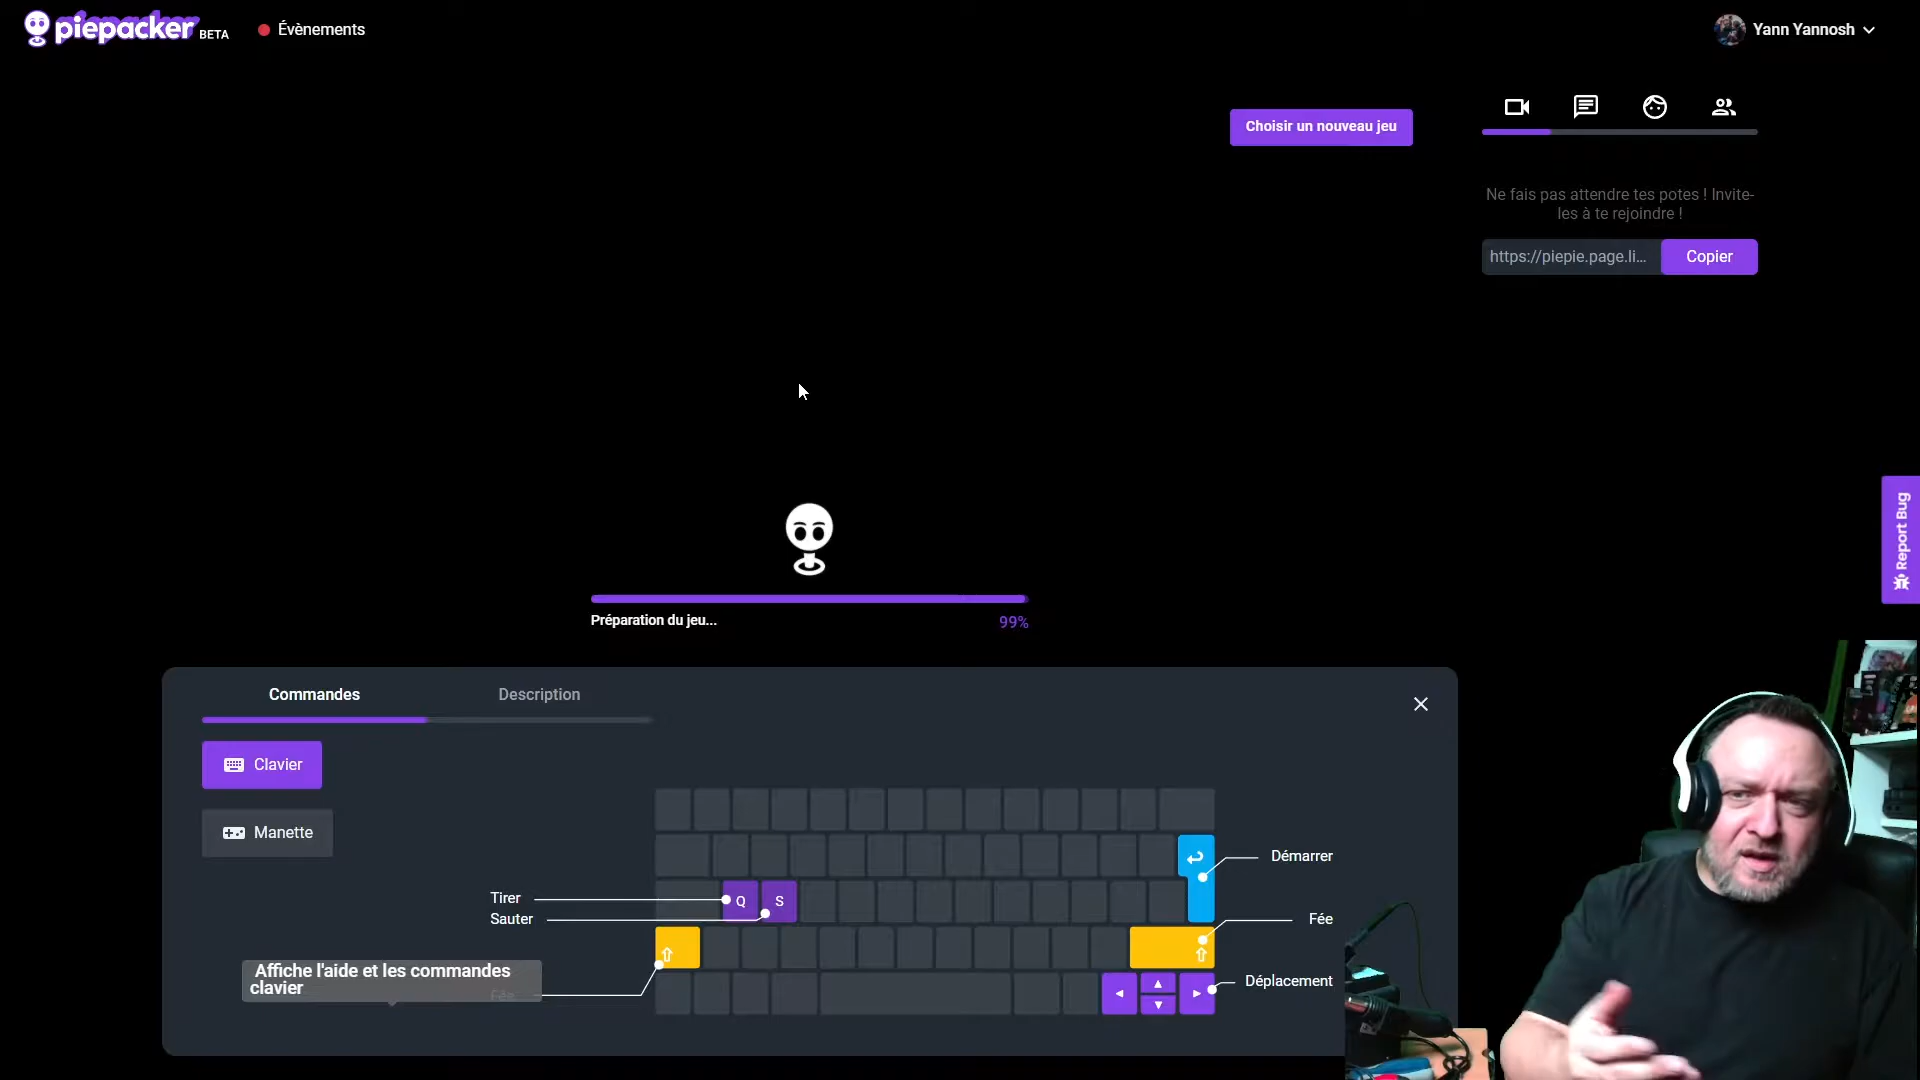 piepacker BETA
Évènements
Yann Yannosh
Choisir un nouveau jeu
Ne fais pas attendre tes potes ! Invite-
les à te rejoindre !
https://piepie.page.li...
Copier
Report Bug
Préparation du jeu...
99%
Commandes
Description
Clavier
Manette
Démarrer
Tirer
Q
S
Sauter
Fée
Affiche l'aide et les commandes
clavier
Fée
Déplacement